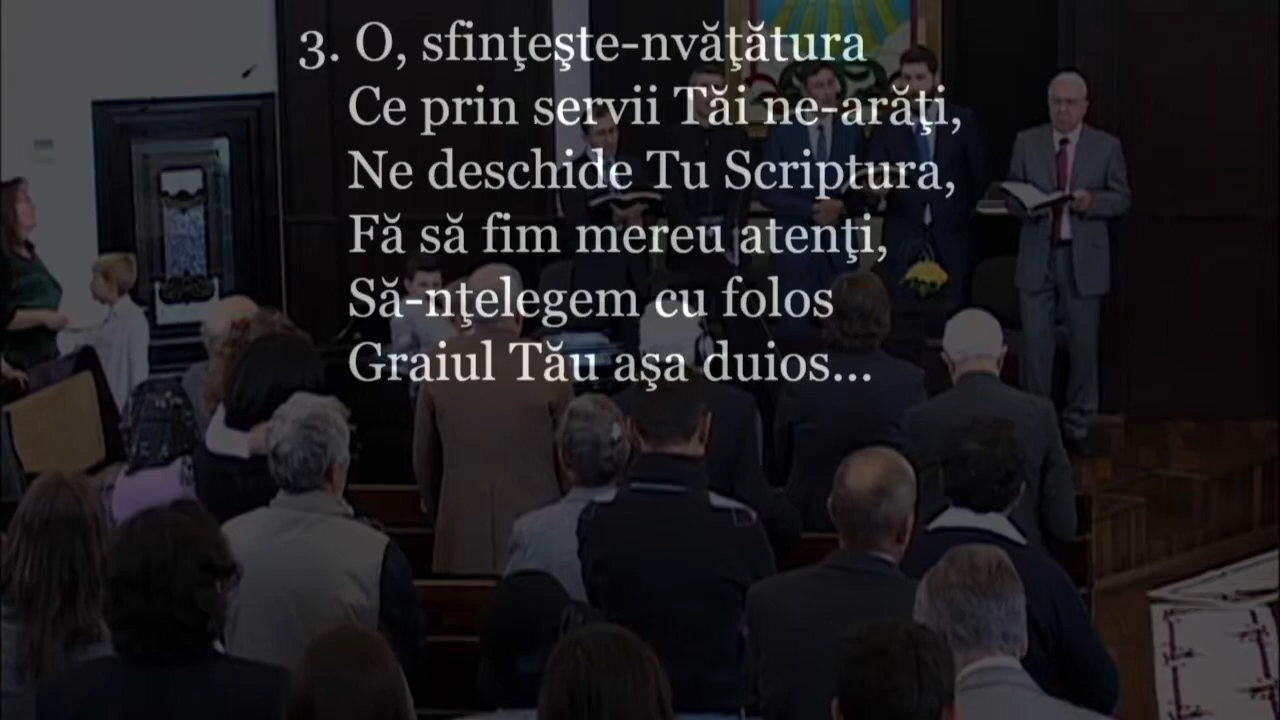 3. O, sfinţeşte-nvăţătura
Ce prin servii Tăi ne-arăţi,
Ne deschide Tu Scriptura,
Fă să fim mereu atenţi,
Să-nţelegem cu folos
Graiul Tău aşa duios...